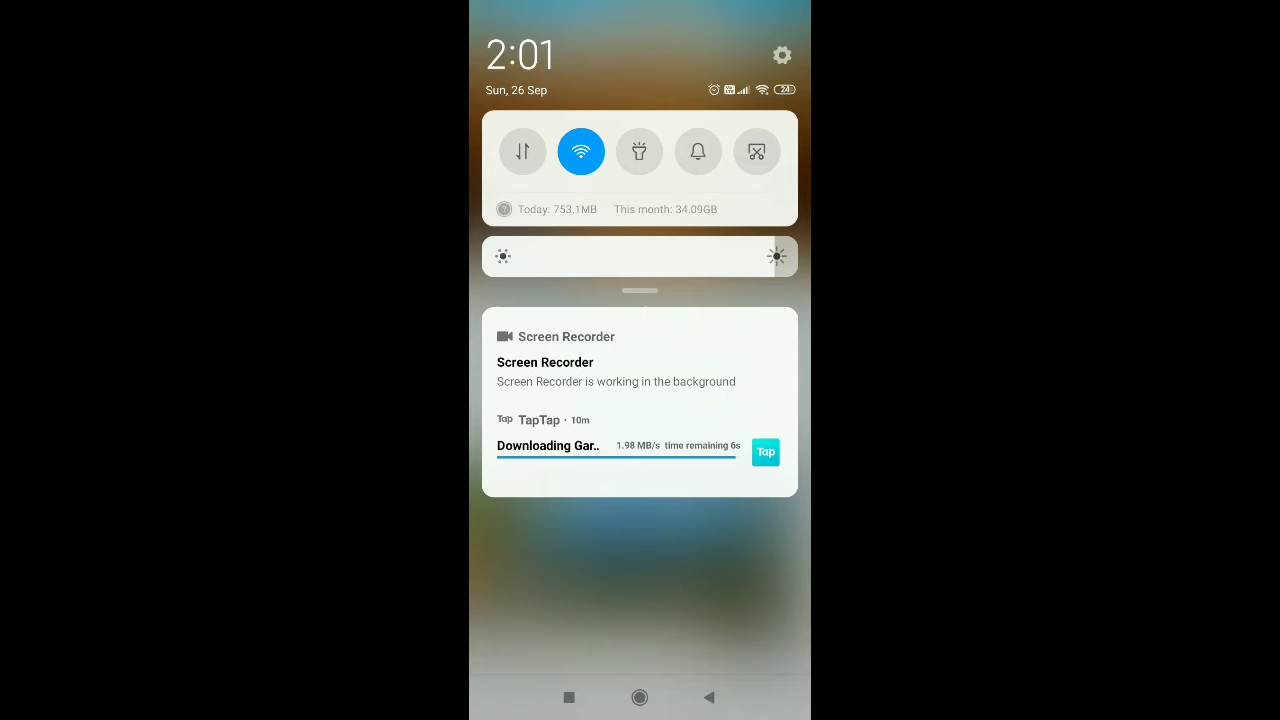 2:01
Sun, 26 Sep
24
Today: 753.1MB This month: 34.09GB
Screen Recorder
Screen Recorder
Screen Recorder is working in the background
Tap TapTap · 10m
Downloading Gar.. 1.98 MB/s time remaining 6s
Tap